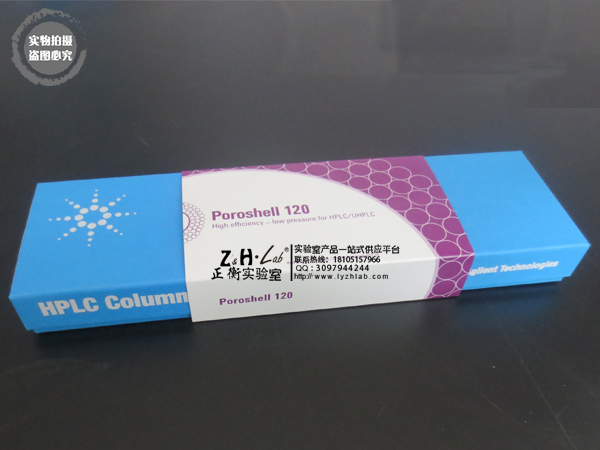 实物拍摄
盗图必究
Poroshell 120
High efficiency – low pressure for HPLC/UHPLC
Z&H·Lab®
正衡实验室
实验室产品一站式供应平台
联系热线：18105157966
QQ：3097944244
http://www.lyzhlab.com
HPLC Column
Poroshell 120
Agilent Technologies